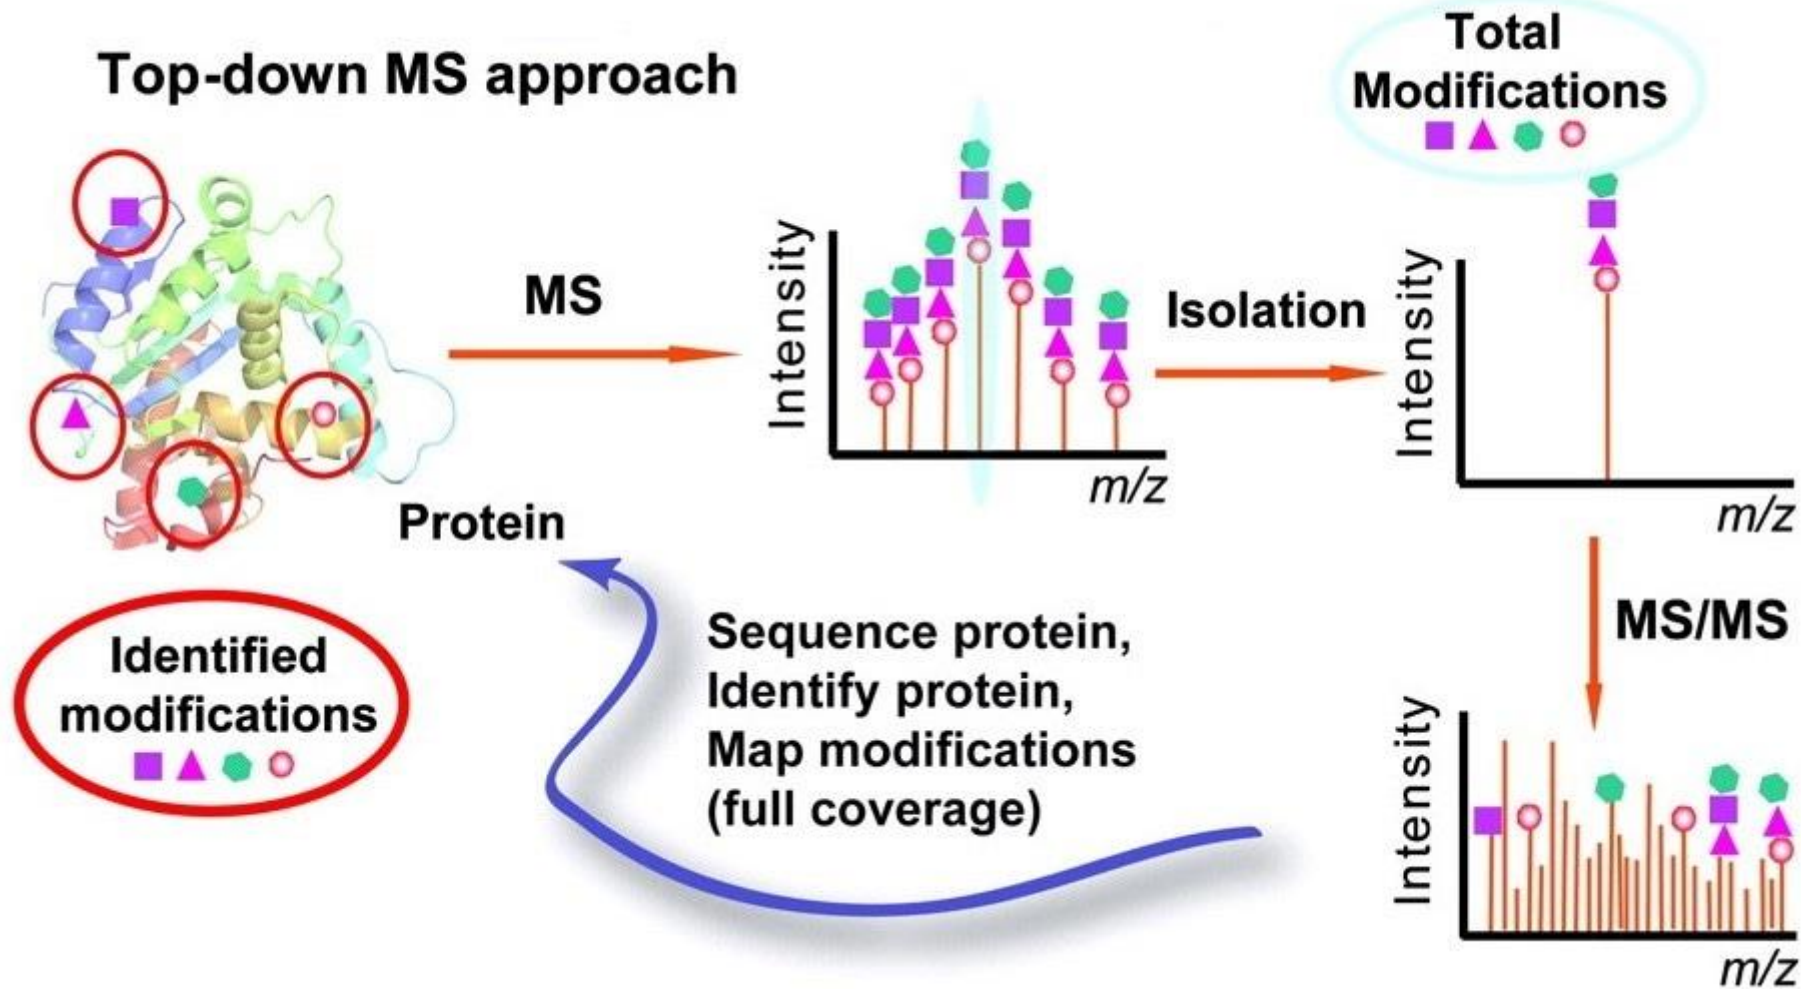 Top-down MS approach
Total
Modifications
MS
Intensity
m/z
Isolation
Intensity
m/z
Protein
MS/MS
Identified
modifications
Sequence protein,
Identify protein,
Map modifications
(full coverage)
Intensity
m/z